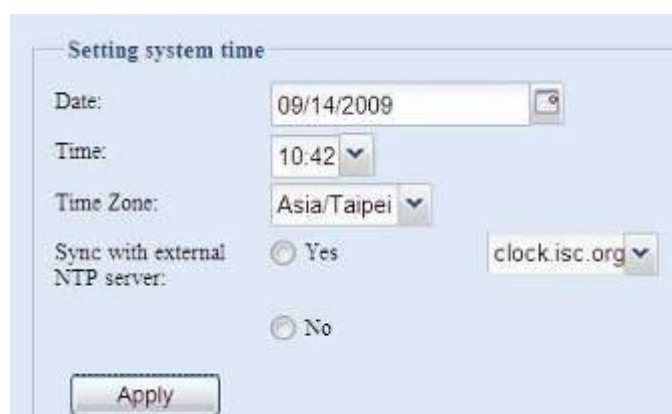 Setting system time
Date: 09/14/2009
Time: 10:42
Time Zone: Asia/Taipei
Sync with external Yes clock.isc.org
NTP server:
No
Apply